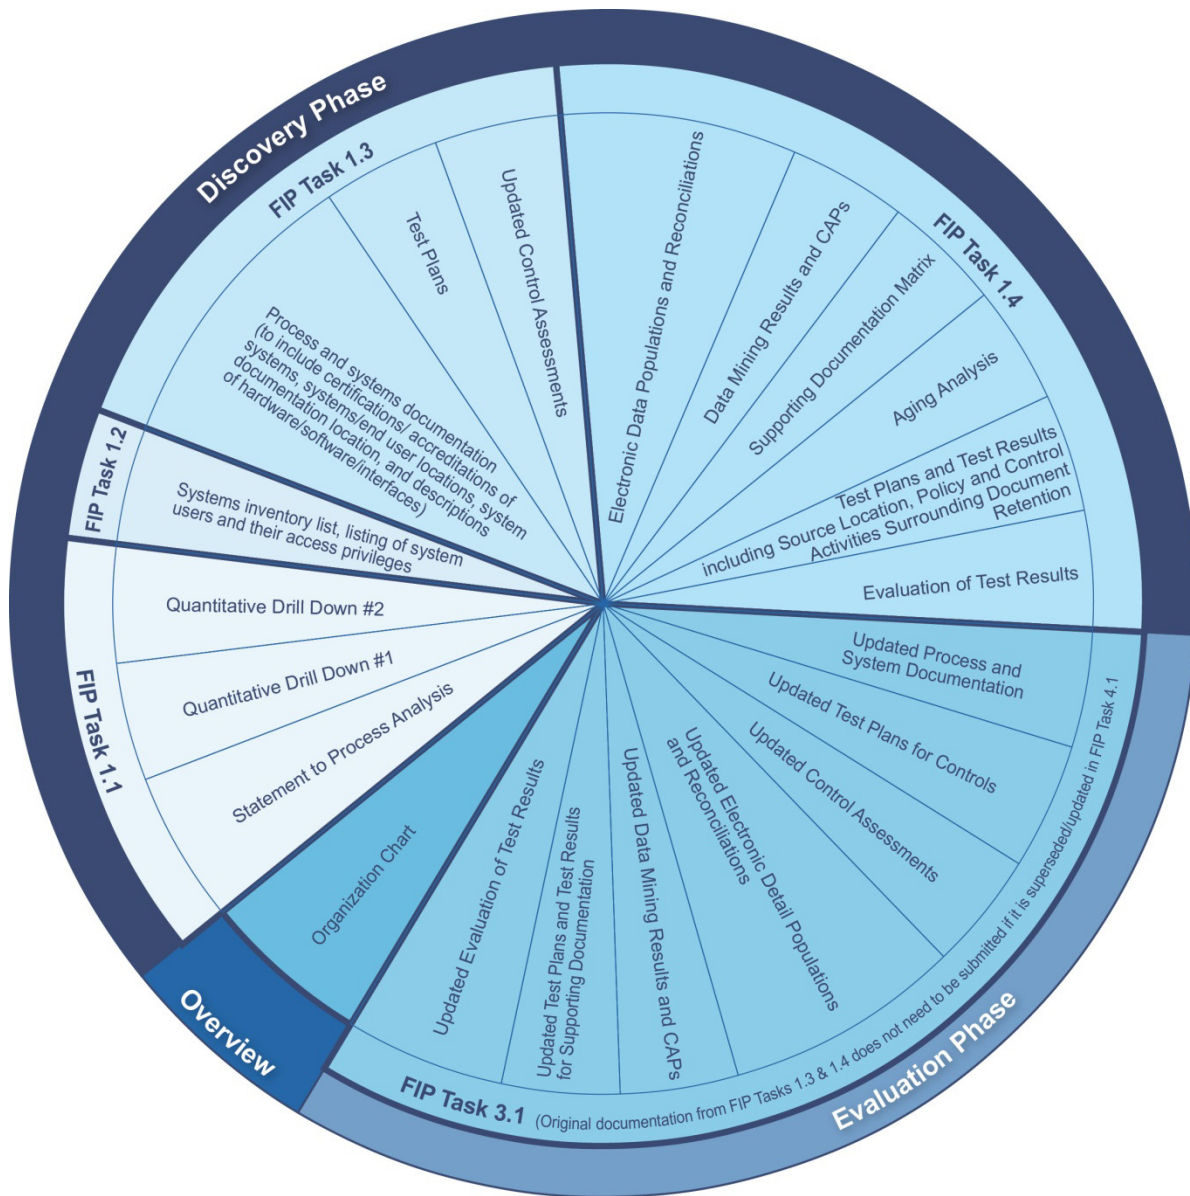 Discovery Phase
FIP Task 1.1
Statement to Process Analysis
Quantitative Drill Down #1
Quantitative Drill Down #2
FIP Task 1.2
Systems inventory list, listing of system
users and their access privileges
FIP Task 1.3
Process and systems documentation
(to include certifications/ accreditations of
systems, systems/end user locations, system
documentation location, and descriptions
of hardware/software/interfaces)
Test Plans
Updated Control Assessments
FIP Task 1.4
Electronic Data Populations and Reconciliations
Data Mining Results and CAPs
Supporting Documentation Matrix
Aging Analysis
Test Plans and Test Results
including Source Location, Policy and Control
Activities Surrounding Document
Retention
Evaluation of Test Results
Evaluation Phase
FIP Task 3.1 (Original documentation from FIP Tasks 1.3 & 1.4 does not need to be submitted if it is superseded/updated in FIP Task 4.1
Updated Process and
System Documentation
Updated Test Plans for Controls
Updated Control Assessments
Updated Electronic Detail Populations
and Reconciliations
Updated Data Mining Results and CAPs
Updated Test Plans and Test Results
for Supporting Documentation
Updated Evaluation of Test Results
Overview
Organization Chart